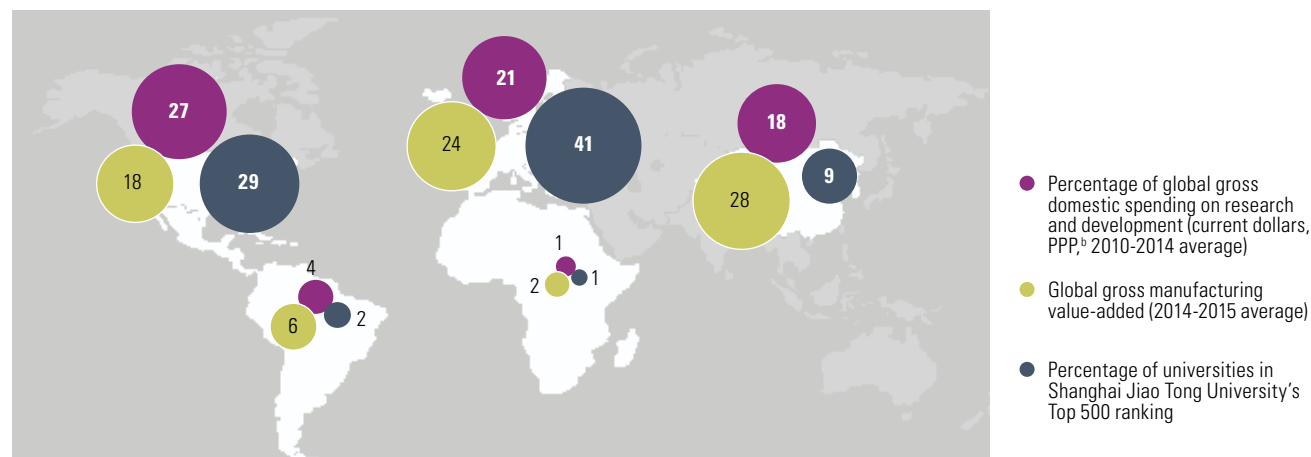 27
18
29
21
24
41
18
28
9
4
6
2
1
2
1
Percentage of global gross
domestic spending on research
and development (current dollars,
PPP,ᵇ 2010-2014 average)
Global gross manufacturing
value-added (2014-2015 average)
Percentage of universities in
Shanghai Jiao Tong University’s
Top 500 ranking